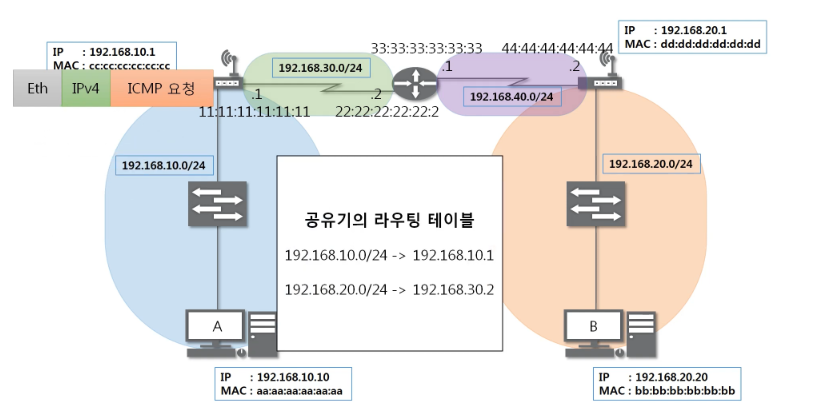 IP : 192.168.10.1
MAC : cc:cc:cc:cc:cc:cc
Eth IPv4 ICMP 요청
192.168.30.0/24
.1
.2
11:11:11:11:11:11
22:22:22:22:22:2
33:33:33:33:33:33
44:44:44:44:44:44
.1
.2
192.168.40.0/24
IP : 192.168.20.1
MAC : dd:dd:dd:dd:dd:dd
192.168.10.0/24
192.168.20.0/24
공유기의 라우팅 테이블
192.168.10.0/24 -> 192.168.10.1
192.168.20.0/24 -> 192.168.30.2
A
B
IP : 192.168.10.10
MAC : aa:aa:aa:aa:aa:aa
IP : 192.168.20.20
MAC : bb:bb:bb:bb:bb:bb